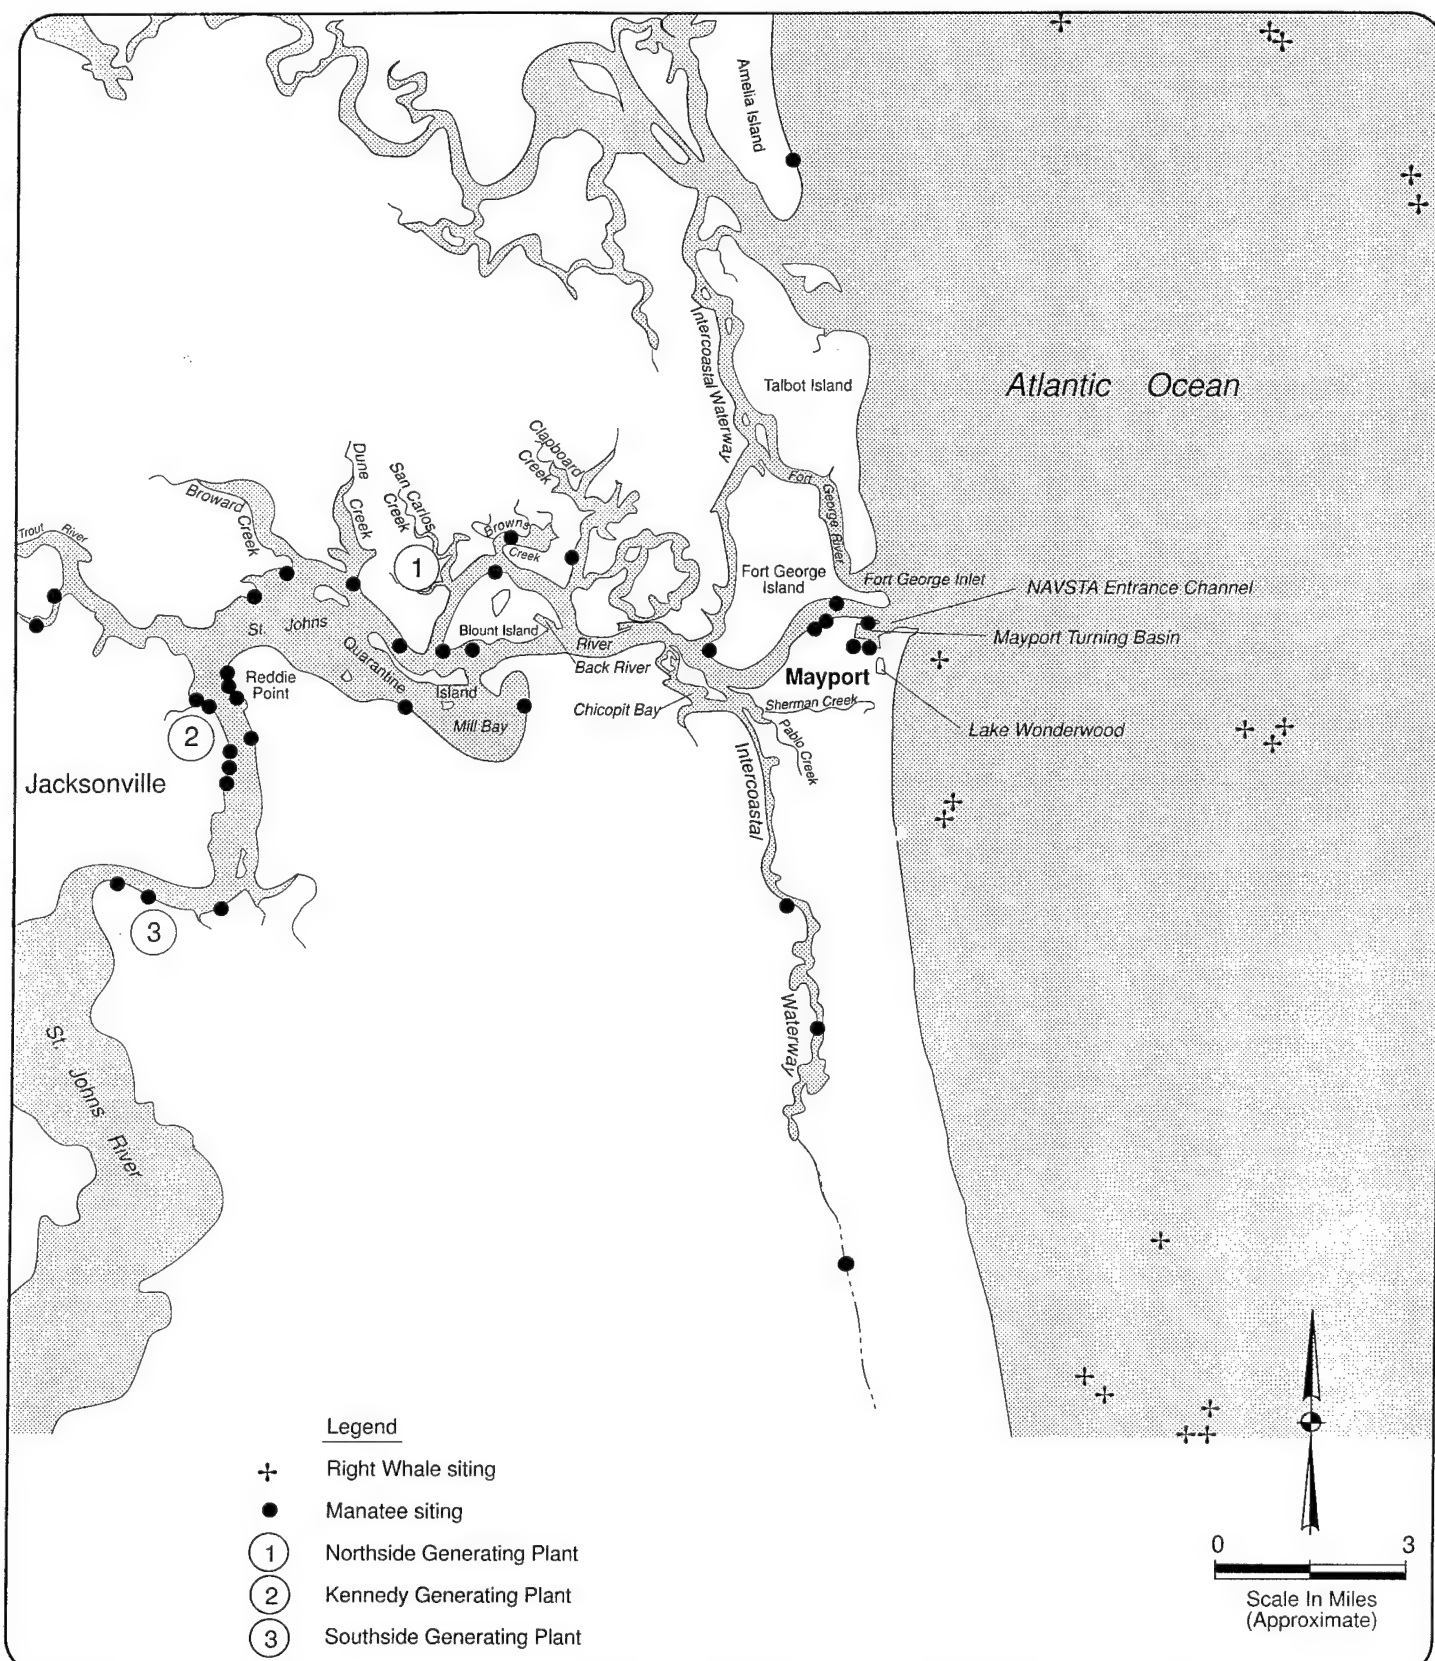 Amelia Island
Atlantic Ocean
Intercoastal Waterway
Talbot Island
Clapboard
Creek
Dune
Creek
San Carlos
Creek
Broward
Creek
Browns
Creek
Fort George River
Trout River
1
Fort George
Island
Fort George Inlet
NAVSTA Entrance Channel
St. Johns
River
Blount Island
Mayport Turning Basin
Back River
Quarantine
Island
Reddie
Point
Mayport
Sherman Creek
Chicopit Bay
Mill Bay
Pablo Creek
Lake Wonderwood
2
Jacksonville
Intercoastal
Waterway
3
St. Johns River
Legend
Right Whale siting
Manatee siting
1 Northside Generating Plant
2 Kennedy Generating Plant
3 Southside Generating Plant
0 3
Scale In Miles
(Approximate)